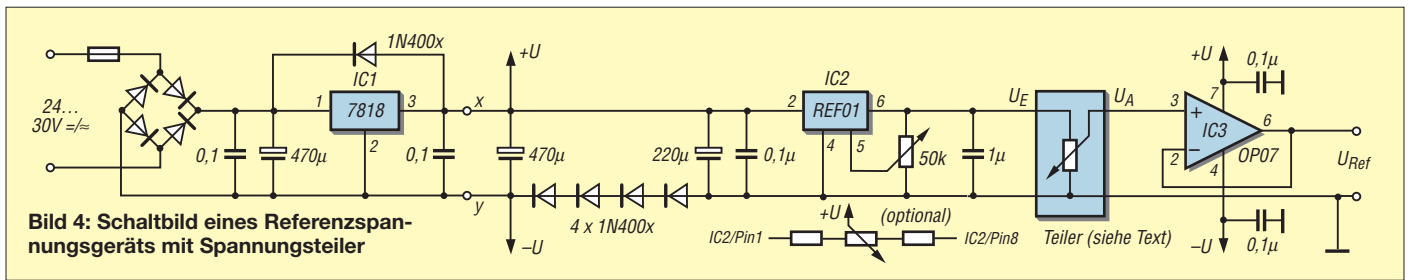 24...
30V =/≈
0,1
470µ
1N400x
IC1
7818
1
3
2
0,1
x
y
+U
470µ
–U
4 x 1N400x
220µ
0,1µ
IC2
REF01
2
6
4
5
50k
1µ
+U
(optional)
IC2/Pin1
IC2/Pin8
U_E
U_A
Teiler (siehe Text)
+U
0,1µ
7
3
+
IC3
–
2
6
OP07
4
–U
0,1µ
U_Ref
Bild 4: Schaltbild eines Referenzspan-
nungsgeräts mit Spannungsteiler